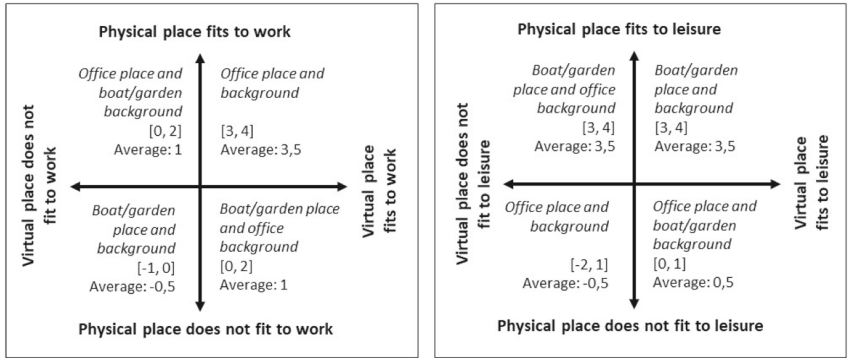 Physical place fits to work
Office place and
boat/garden
background
[0, 2]
Average: 1
Office place and
background
[3, 4]
Average: 3,5
Virtual place does not
fit to work
Virtual place
fits to work
Boat/garden
place and
background
[-1, 0]
Average: -0,5
Boat/garden place
and office
background
[0, 2]
Average: 1
Physical place does not fit to work
Physical place fits to leisure
Boat/garden
place and office
background
[3, 4]
Average: 3,5
Boat/garden
place and
background
[3, 4]
Average: 3,5
Virtual place does not
fit to leisure
Virtual place
fits to leisure
Office place and
background
[-2, 1]
Average: -0,5
Office place and
boat/garden
background
[0, 1]
Average: 0,5
Physical place does not fit to leisure